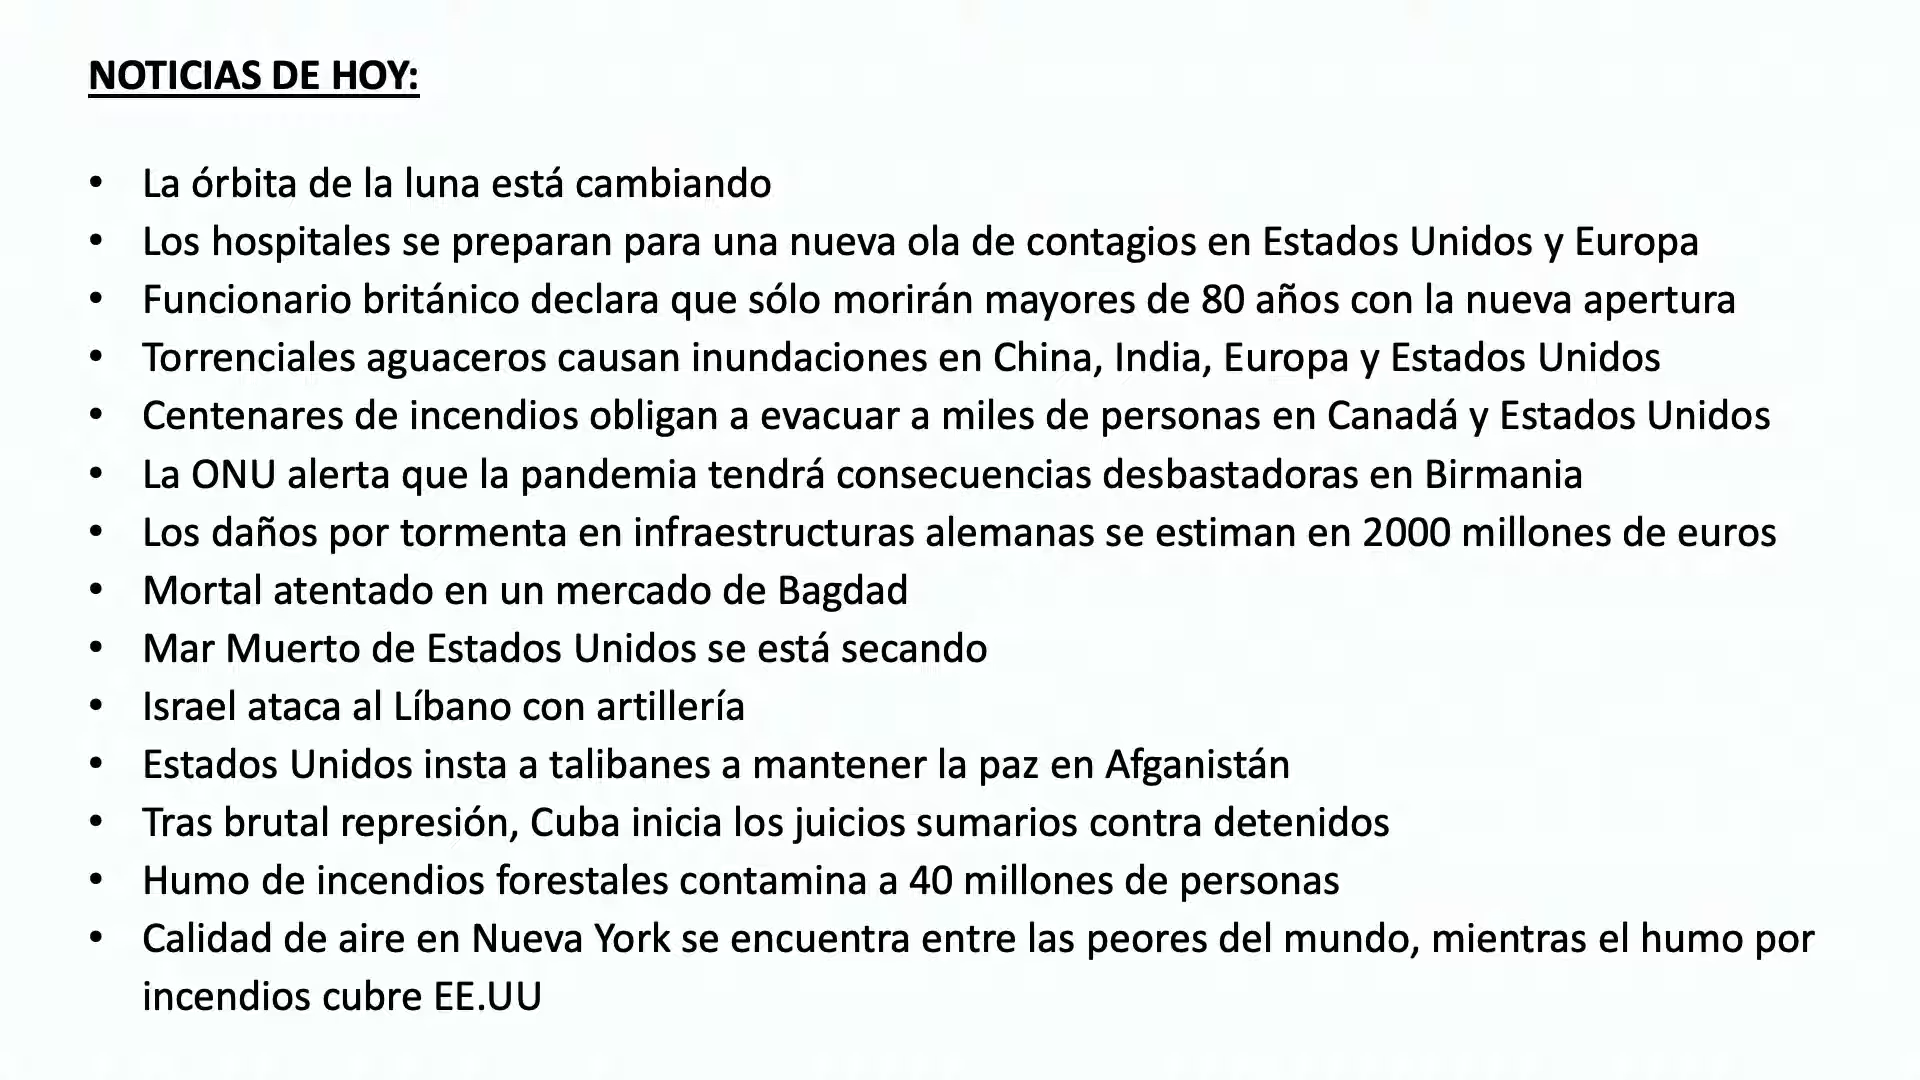 NOTICIAS DE HOY:
• La órbita de la luna está cambiando
• Los hospitales se preparan para una nueva ola de contagios en Estados Unidos y Europa
• Funcionario británico declara que sólo morirán mayores de 80 años con la nueva apertura
• Torrenciales aguaceros causan inundaciones en China, India, Europa y Estados Unidos
• Centenares de incendios obligan a evacuar a miles de personas en Canadá y Estados Unidos
• La ONU alerta que la pandemia tendrá consecuencias desbastadoras en Birmania
• Los daños por tormenta en infraestructuras alemanas se estiman en 2000 millones de euros
• Mortal atentado en un mercado de Bagdad
• Mar Muerto de Estados Unidos se está secando
• Israel ataca al Líbano con artillería
• Estados Unidos insta a talibanes a mantener la paz en Afganistán
• Tras brutal represión, Cuba inicia los juicios sumarios contra detenidos
• Humo de incendios forestales contamina a 40 millones de personas
• Calidad de aire en Nueva York se encuentra entre las peores del mundo, mientras el humo por
incendios cubre EE.UU